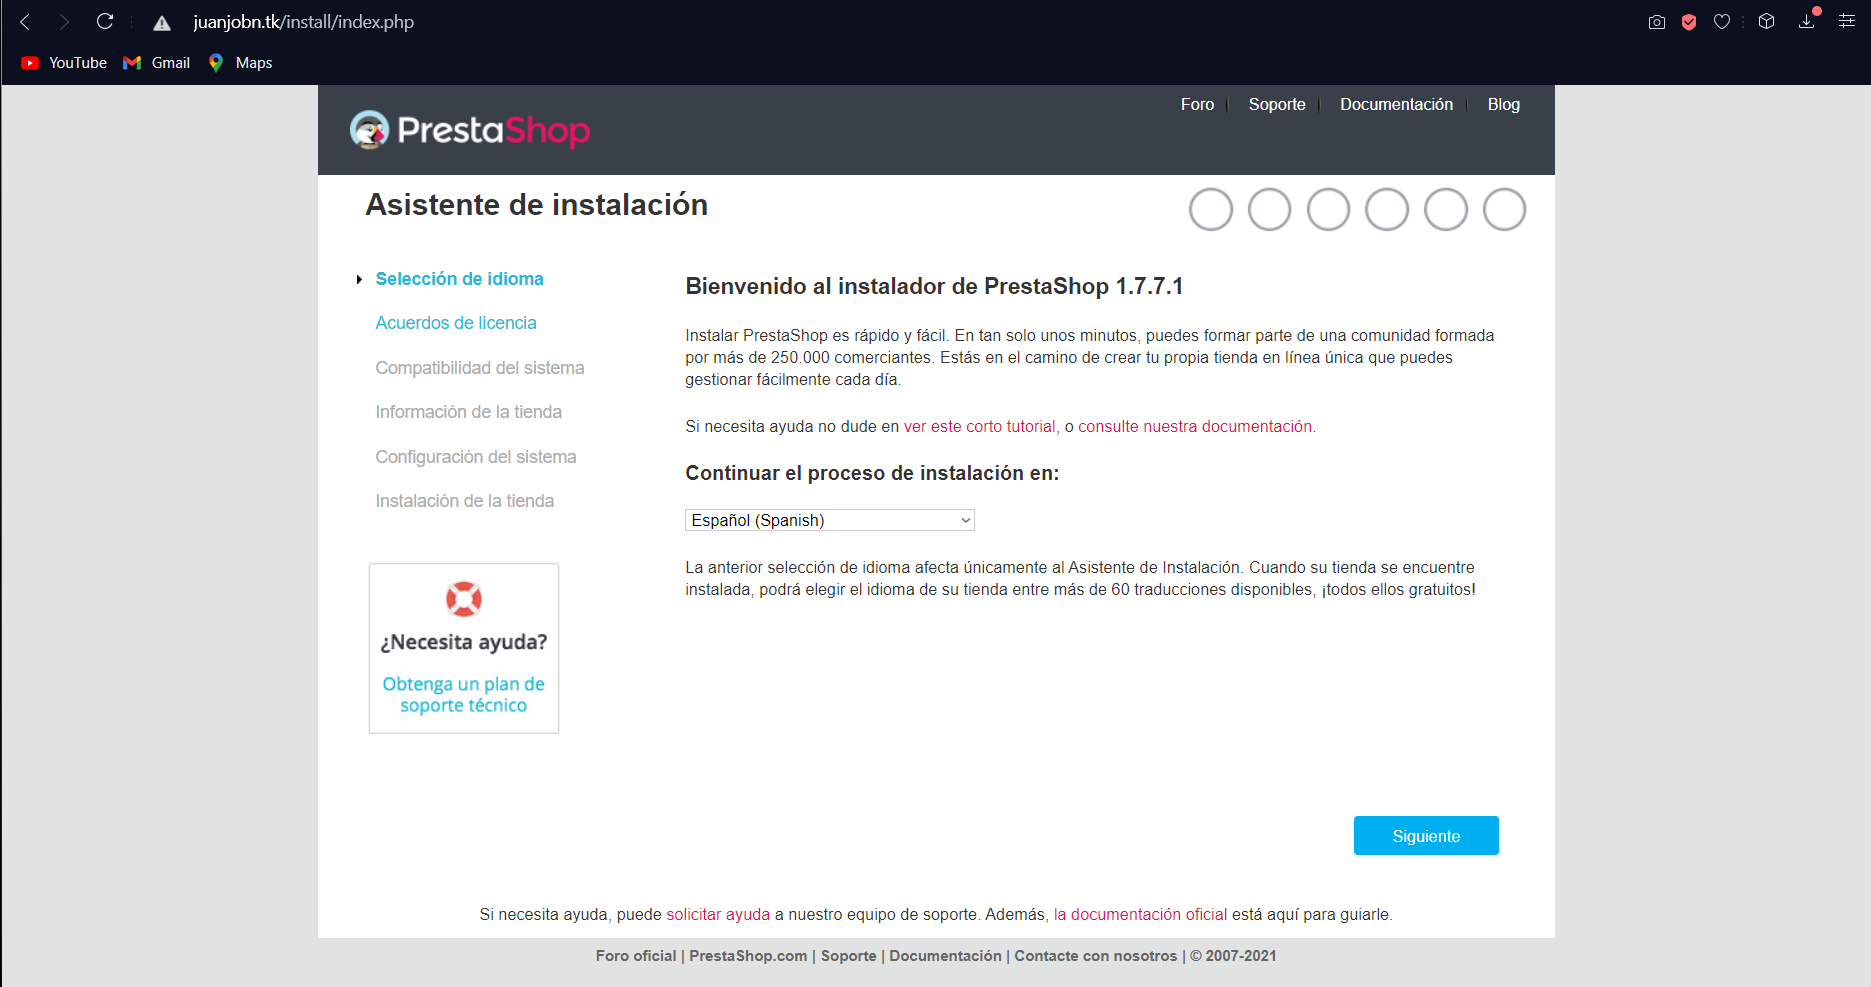 juanjobn.tk/install/index.php
YouTube Gmail Maps
Foro Soporte Documentación Blog
PrestaShop
Asistente de instalación
Selección de idioma
Acuerdos de licencia
Compatibilidad del sistema
Información de la tienda
Configuración del sistema
Instalación de la tienda
¿Necesita ayuda?
Obtenga un plan de
soporte técnico
Bienvenido al instalador de PrestaShop 1.7.7.1
Instalar PrestaShop es rápido y fácil. En tan solo unos minutos, puedes formar parte de una comunidad formada
por más de 250.000 comerciantes. Estás en el camino de crear tu propia tienda en línea única que puedes
gestionar fácilmente cada día.
Si necesita ayuda no dude en ver este corto tutorial, o consulte nuestra documentación.
Continuar el proceso de instalación en:
Español (Spanish)
La anterior selección de idioma afecta únicamente al Asistente de Instalación. Cuando su tienda se encuentre
instalada, podrá elegir el idioma de su tienda entre más de 60 traducciones disponibles, ¡todos ellos gratuitos!
Siguiente
Si necesita ayuda, puede solicitar ayuda a nuestro equipo de soporte. Además, la documentación oficial está aquí para guiarle.
Foro oficial | PrestaShop.com | Soporte | Documentación | Contacte con nosotros | © 2007-2021